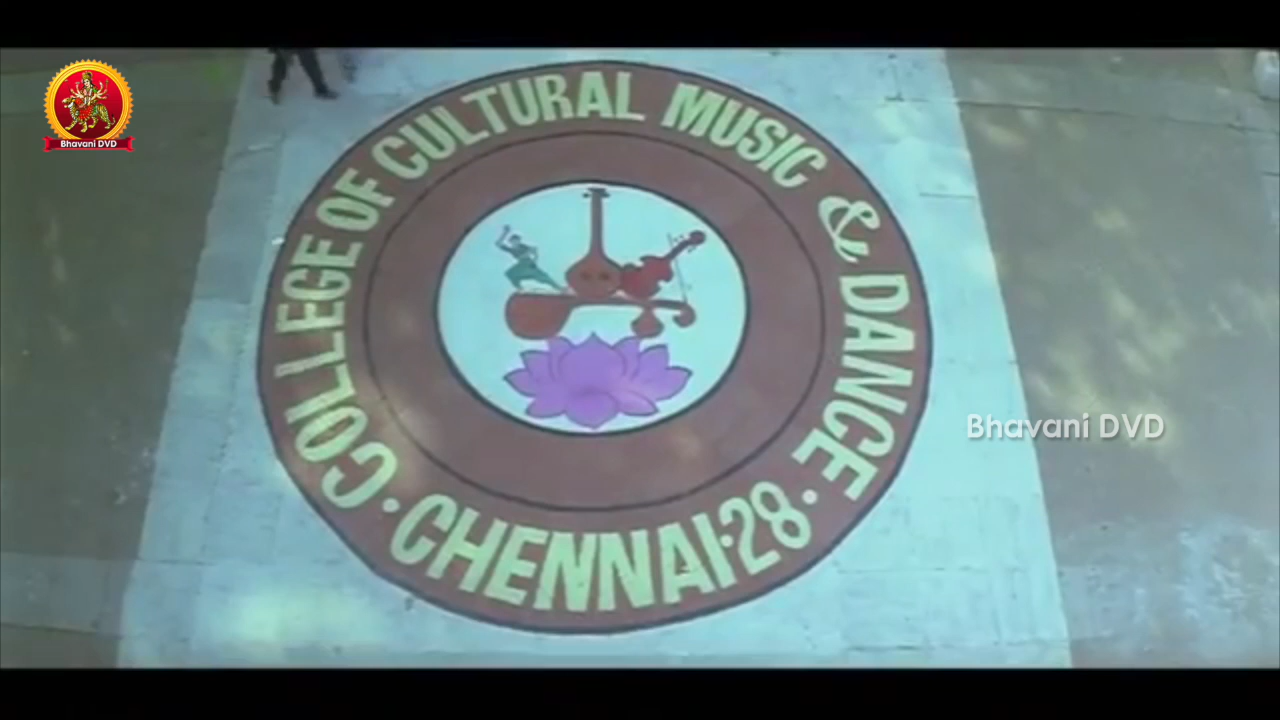 Bhavani DVD
COLLEGE OF CULTURAL MUSIC & DANCE
· CHENNAI·28 ·
Bhavani DVD